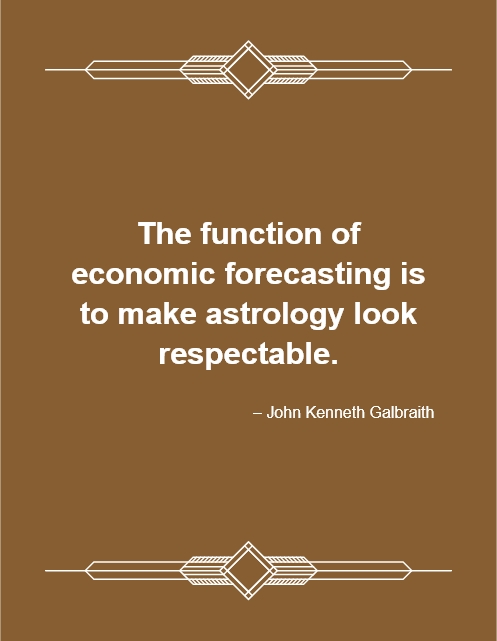 The function of
economic forecasting is
to make astrology look
respectable.
– John Kenneth Galbraith